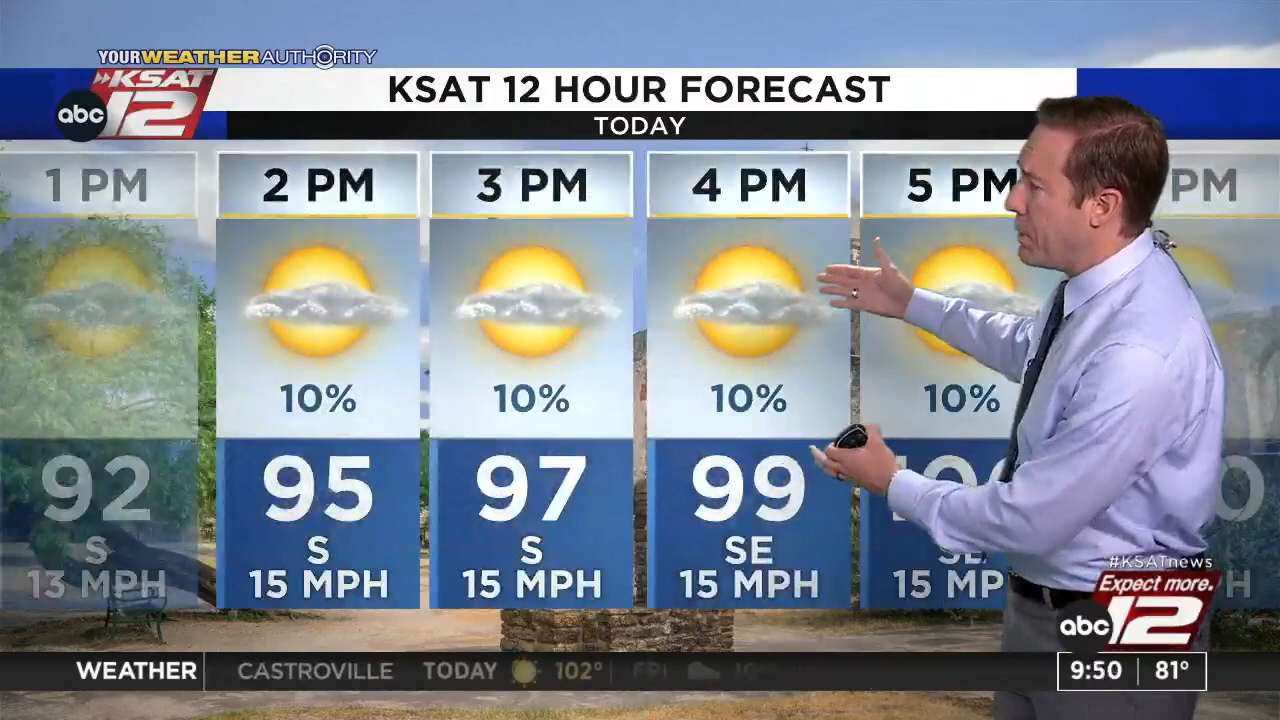 YOURWEATHERAUTHORITY
KSAT
abc 12
KSAT 12 HOUR FORECAST
TODAY
1 PM
2 PM
3 PM
4 PM
5 PM
PM
10%
10%
10%
10%
92
95
97
99
S
S
S
SE
13 MPH
15 MPH
15 MPH
15 MPH
15 MP
#KSATnews
Expect more.
abc 12
WEATHER
CASTROVILLE TODAY 102°
9:50 81°